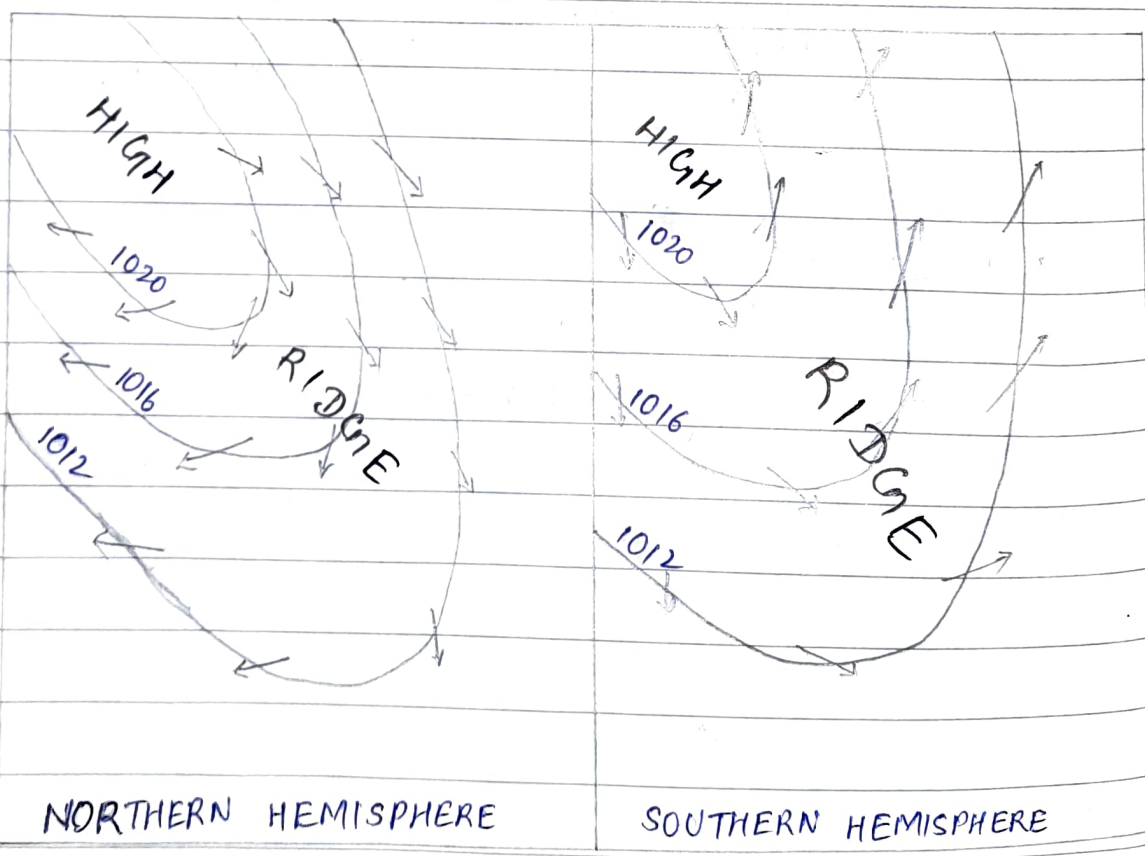 HIGH
1020
1016
1012
RIDGE
NORTHERN HEMISPHERE
HIGH
1020
1016
1012
RIDGE
SOUTHERN HEMISPHERE